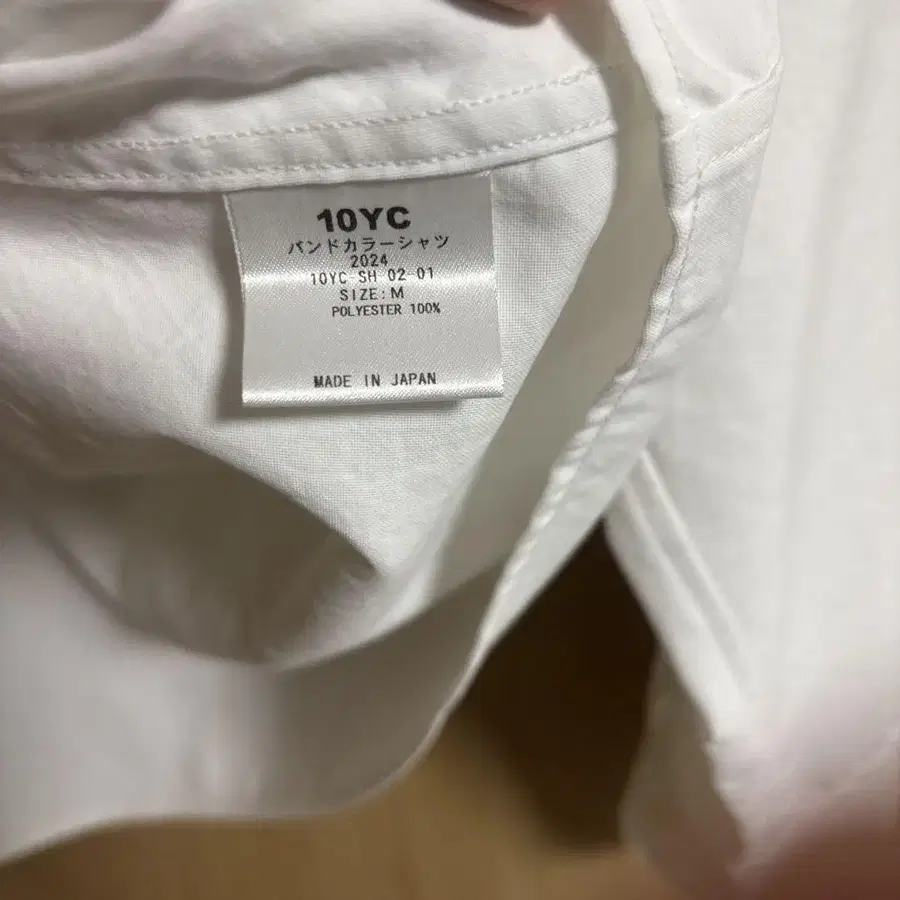 10YC
バンドカラーシャツ
2024
10YC-SH 02-01
SIZE:M
POLYESTER 100%
MADE IN JAPAN